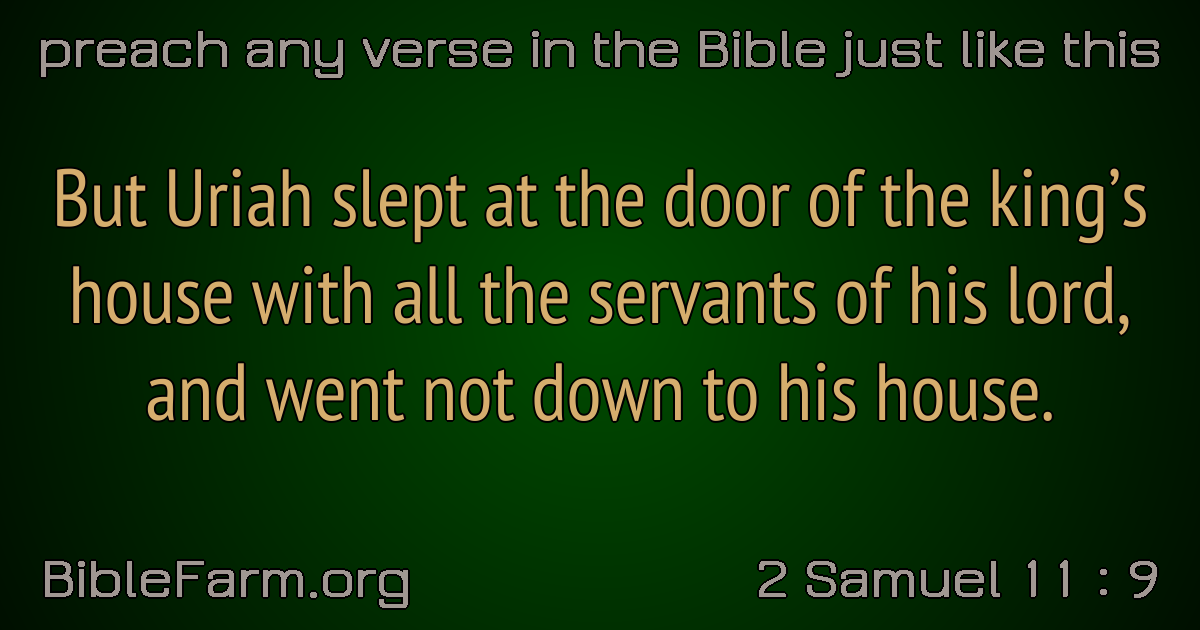 preach any verse in the Bible just like this
But Uriah slept at the door of the king’s
house with all the servants of his lord,
and went not down to his house.
BibleFarm.org
2 Samuel 11 : 9